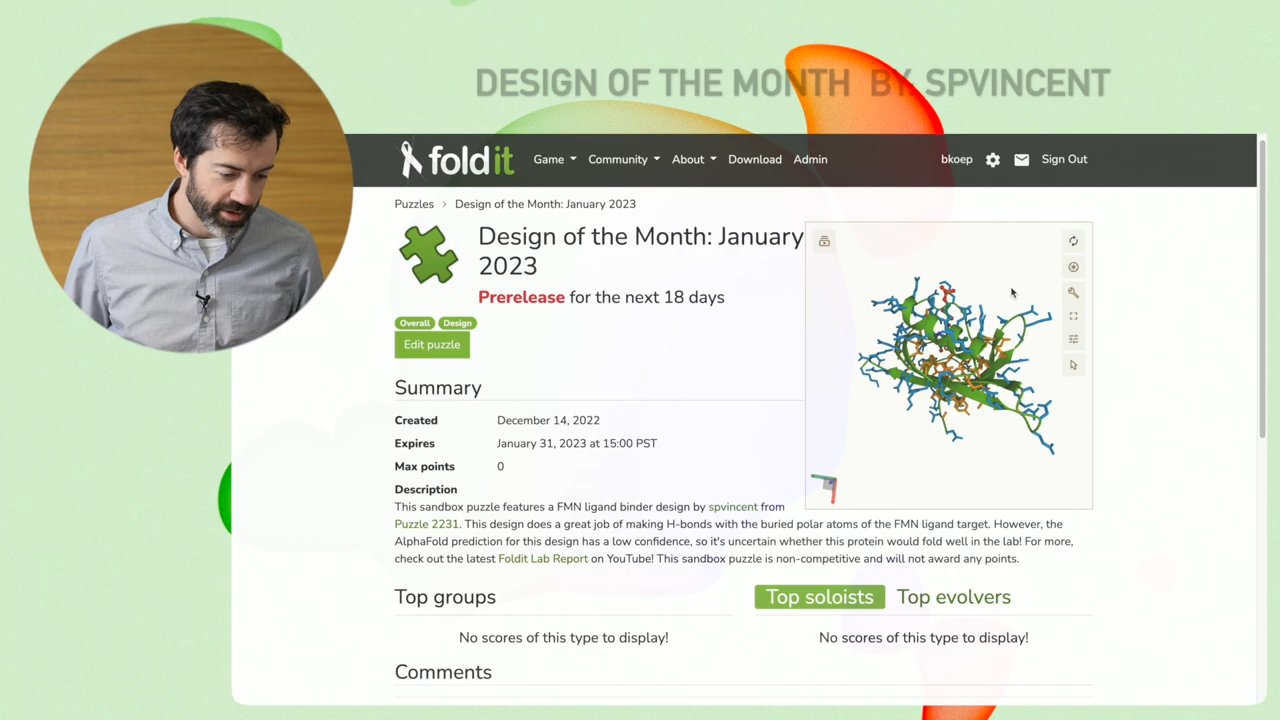 DESIGN OF THE MONTH BY SPVINCENT
foldit
Game Community About Download Admin
bkoep Sign Out
Puzzles › Design of the Month: January 2023
Design of the Month: January
2023
Prerelease for the next 18 days
Overall Design
Edit puzzle
Summary
Created December 14, 2022
Expires January 31, 2023 at 15:00 PST
Max points 0
Description
This sandbox puzzle features a FMN ligand binder design by spvincent from
Puzzle 2231. This design does a great job of making H-bonds with the buried polar atoms of the FMN ligand target. However, the
AlphaFold prediction for this design has a low confidence, so it's uncertain whether this protein would fold well in the lab! For more,
check out the latest Foldit Lab Report on YouTube! This sandbox puzzle is non-competitive and will not award any points.
Top groups
Top soloists Top evolvers
No scores of this type to display!
No scores of this type to display!
Comments